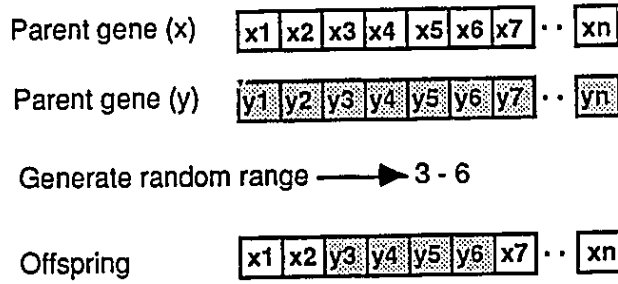 Parent gene (x) x1 x2 x3 x4 x5 x6 x7 · · xn
Parent gene (y) y1 y2 y3 y4 y5 y6 y7 · · yn
Generate random range 3 - 6
Offspring x1 x2 y3 y4 y5 y6 x7 · · xn